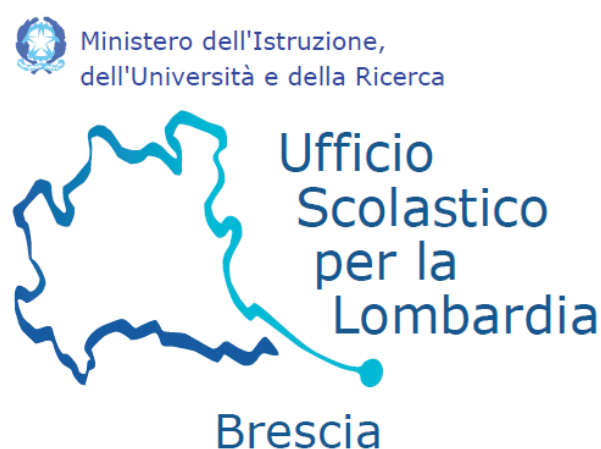 Ministero dell'Istruzione,
dell'Università e della Ricerca
Ufficio
Scolastico
per la
Lombardia
Brescia